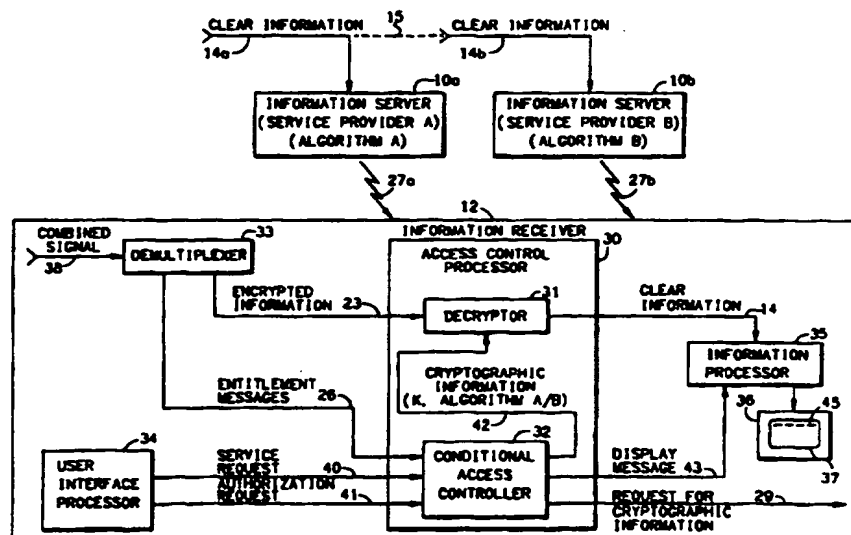 CLEAR INFORMATION 15 CLEAR INFORMATION
14a 14b
10a 10b
INFORMATION SERVER
(SERVICE PROVIDER A)
(ALGORITHM A)
INFORMATION SERVER
(SERVICE PROVIDER B)
(ALGORITHM B)
27a 27b
12
INFORMATION RECEIVER
COMBINED
SIGNAL
38
33
DEMULTIPLEXER
30
ACCESS CONTROL
PROCESSOR
ENCRYPTED
INFORMATION 23
31
DECRYPTOR
CLEAR
INFORMATION 14
35
INFORMATION
PROCESSOR
CRYPTOGRAPHIC
INFORMATION
(K, ALGORITHM A/B)
42
ENTITLEMENT
MESSAGES 26
36 45
37
34
USER
INTERFACE
PROCESSOR
SERVICE
REQUEST 40
AUTHORIZATION
REQUEST 41
32
CONDITIONAL
ACCESS
CONTROLLER
DISPLAY
MESSAGE 43
REQUEST FOR 29
CRYPTOGRAPHIC
INFORMATION